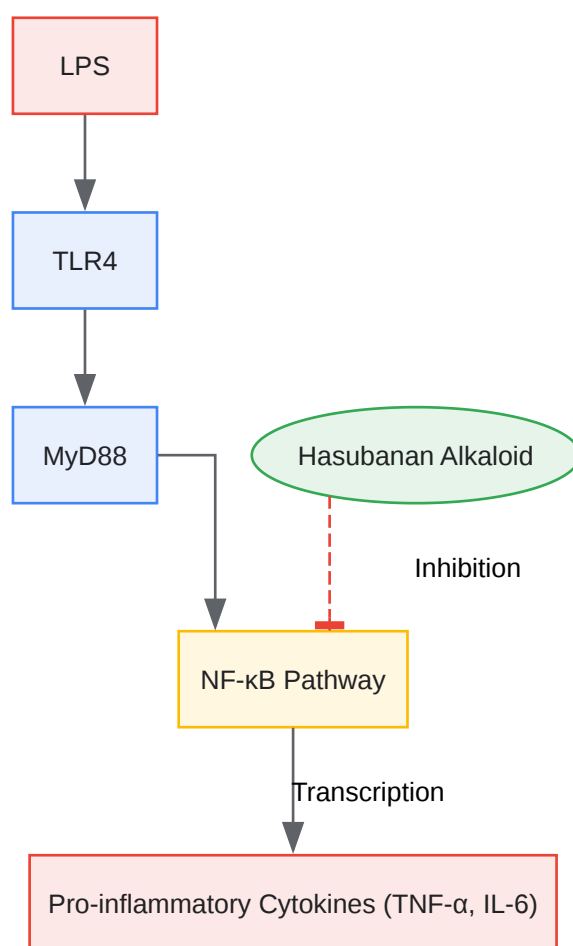 LPS
TLR4
MyD88
Hasubanan Alkaloid
Inhibition
NF-κB Pathway
Transcription
Pro-inflammatory Cytokines (TNF-α, IL-6)